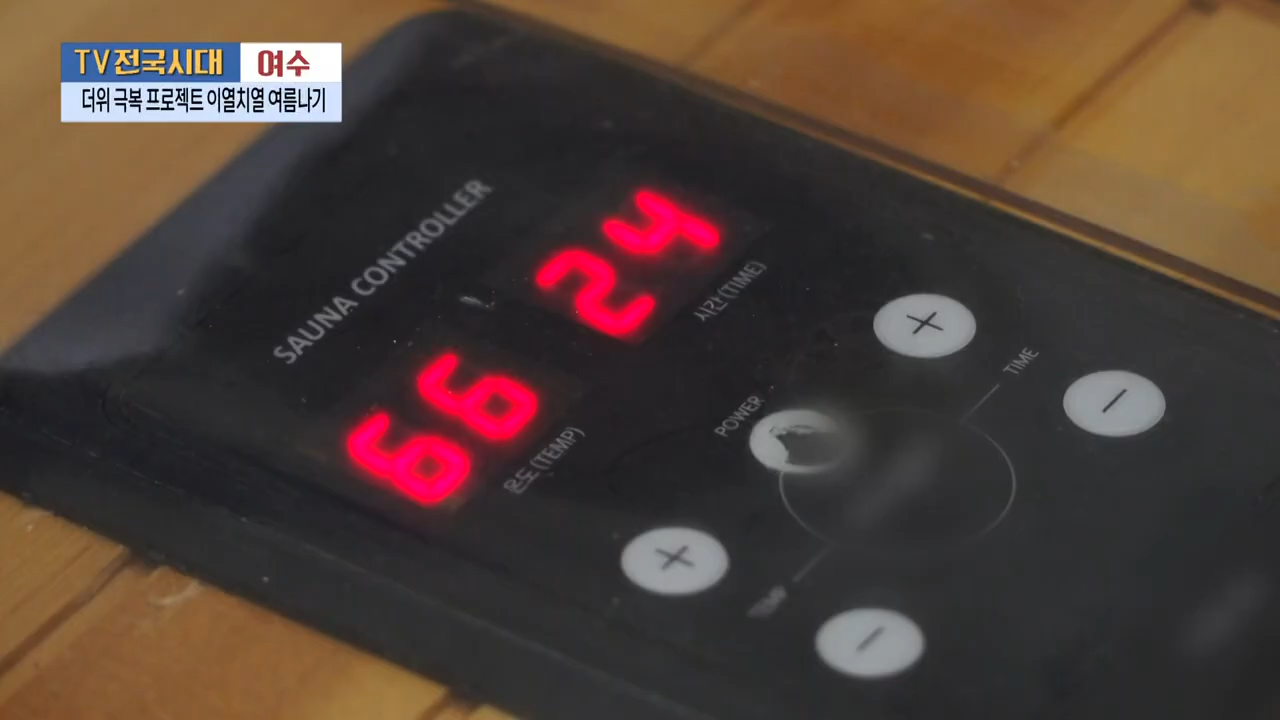 TV전국시대 여수
더위 극복 프로젝트 이열치열 여름나기
SAUNA CONTROLLER
66 24
온도(TEMP) 시간(TIME)
+
TIME
−
POWER
+
TEMP
−